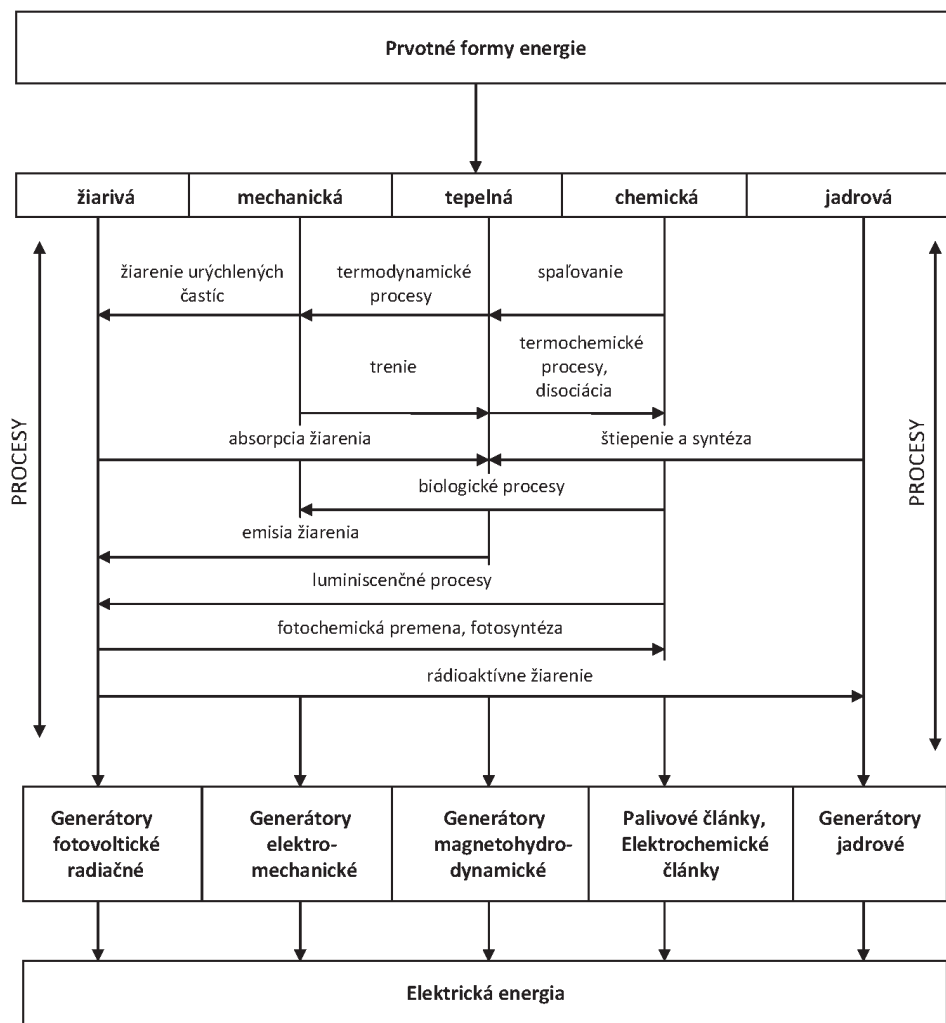 Prvotné formy energie
žiarivá
mechanická
tepelná
chemická
jadrová
žiarenie urýchlených
častíc
termodynamické
procesy
spaľovanie
trenie
termochemické
procesy,
disociácia
absorpcia žiarenia
štiepenie a syntéza
biologické procesy
emisia žiarenia
luminiscenčné procesy
fotochemická premena, fotosyntéza
rádioaktívne žiarenie
PROCESY
PROCESY
Generátory
fotovoltické
radiačné
Generátory
elektro-
mechanické
Generátory
magnetohydro-
dynamické
Palivové články,
Elektrochemické
články
Generátory
jadrové
Elektrická energia